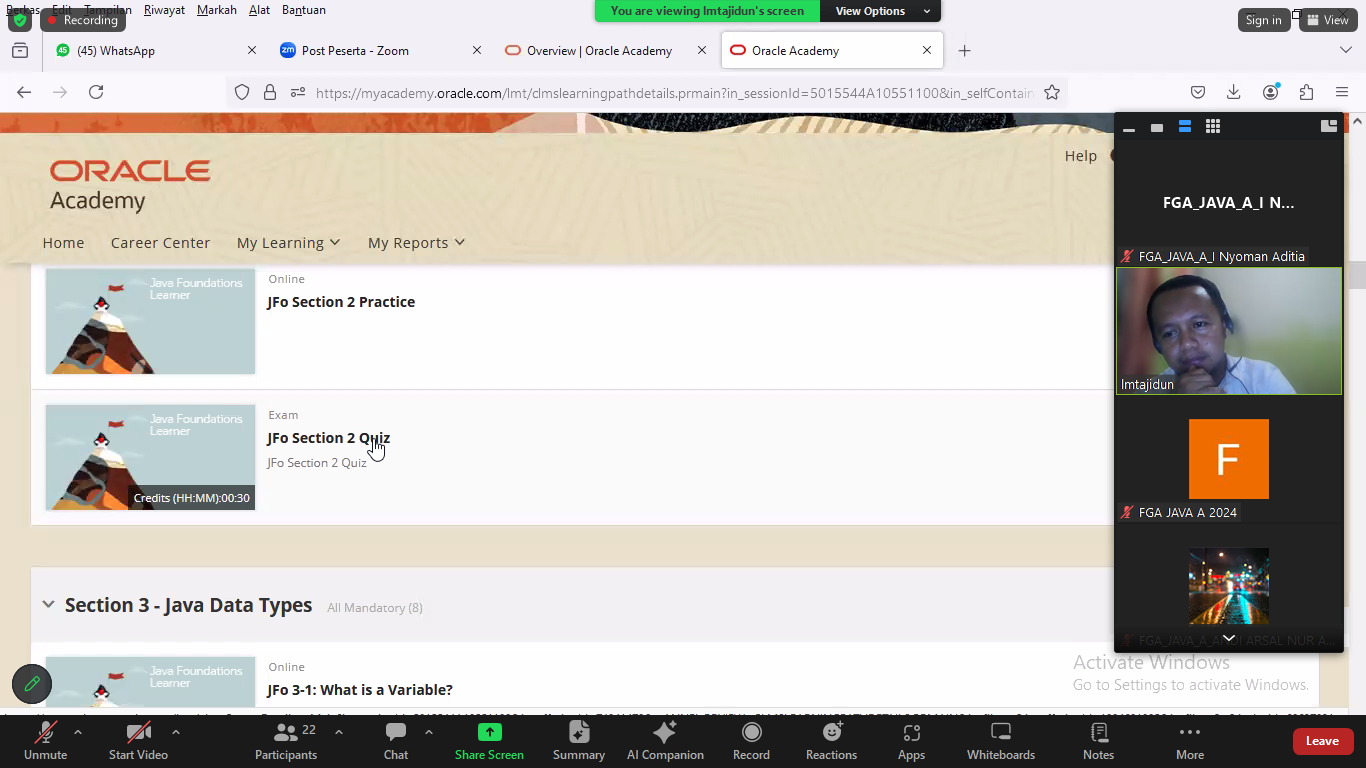 Berkas Edit Tampilan Riwayat Markah Alat Bantuan
Recording
You are viewing Imtajidun's screen
View Options
Sign in
View
(45) WhatsApp
Post Peserta - Zoom
Overview | Oracle Academy
Oracle Academy
https://myacademy.oracle.com/lmt/clmslearningpathdetails.prmain?in_sessionId=5015544A10551100&in_selfContain
ORACLE
Academy
Help
Home
Career Center
My Learning
My Reports
Java Foundations
Learner
Online
JFo Section 2 Practice
Java Foundations
Learner
Credits (HH:MM):00:30
Exam
JFo Section 2 Quiz
JFo Section 2 Quiz
Section 3 - Java Data Types
All Mandatory (8)
Java Foundations
Learner
Online
JFo 3-1: What is a Variable?
FGA_JAVA_A_I N...
FGA_JAVA_A_I Nyoman Aditia
Imtajidun
F
FGA JAVA A 2024
FGA_JAVA_A_ANDI ARSAL NUR A...
Activate Windows
Go to Settings to activate Windows.
Unmute
Start Video
22
Participants
Chat
Share Screen
Summary
AI Companion
Record
Reactions
Apps
Whiteboards
Notes
More
Leave